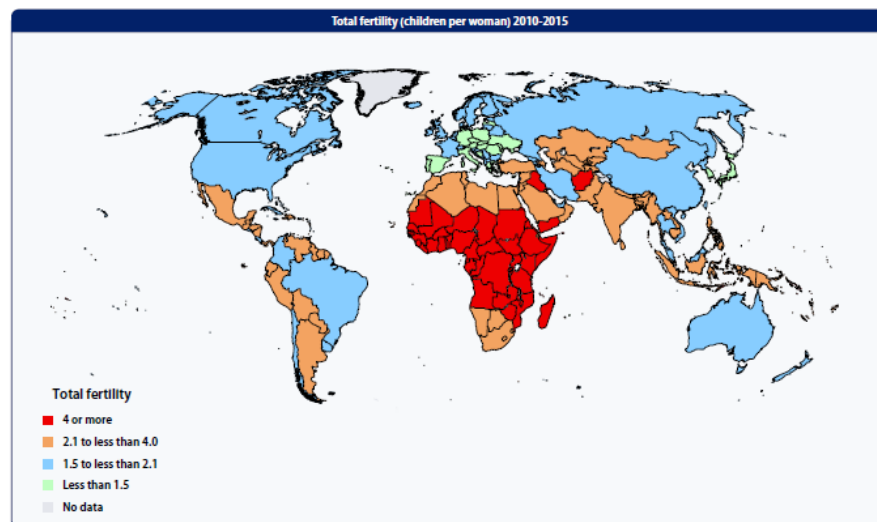 Total fertility (children per woman) 2010-2015
Total fertility
4 or more
2.1 to less than 4.0
1.5 to less than 2.1
Less than 1.5
No data